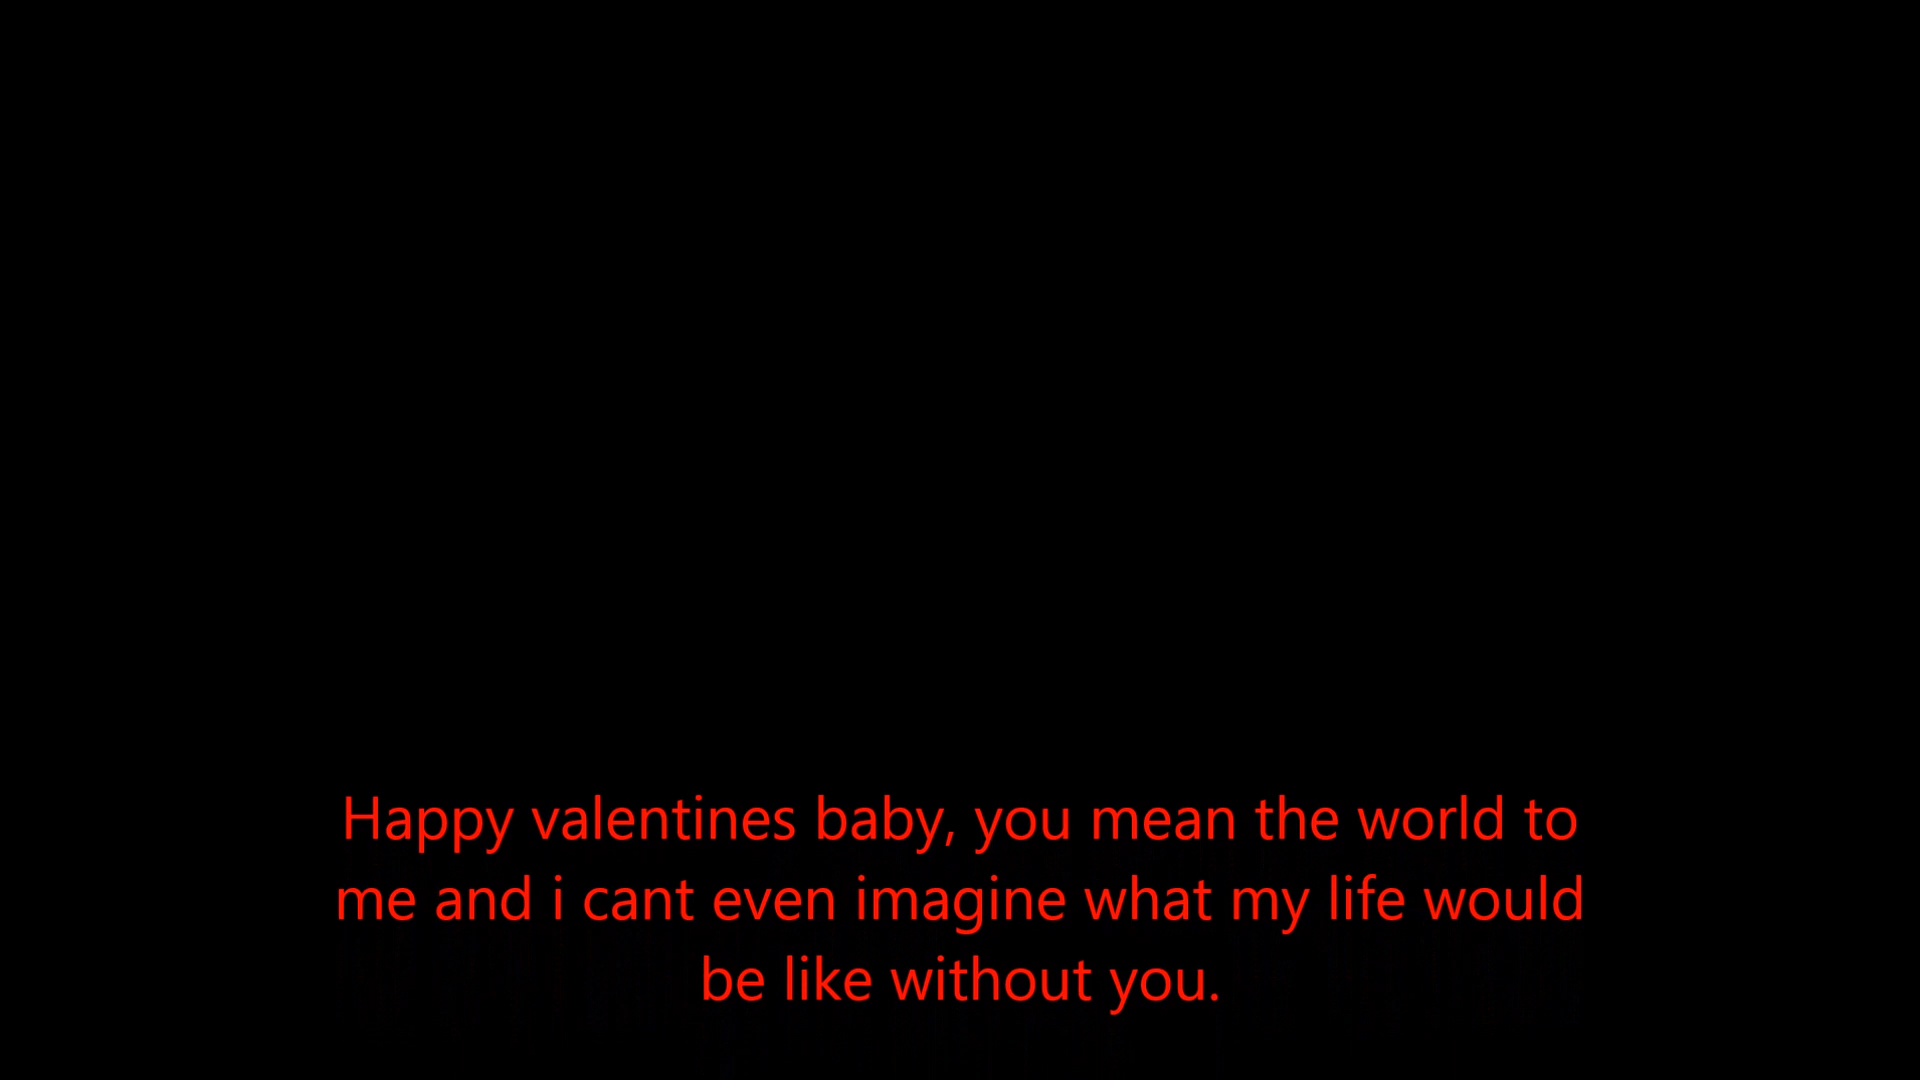 Happy valentines baby, you mean the world to
me and i cant even imagine what my life would
be like without you.